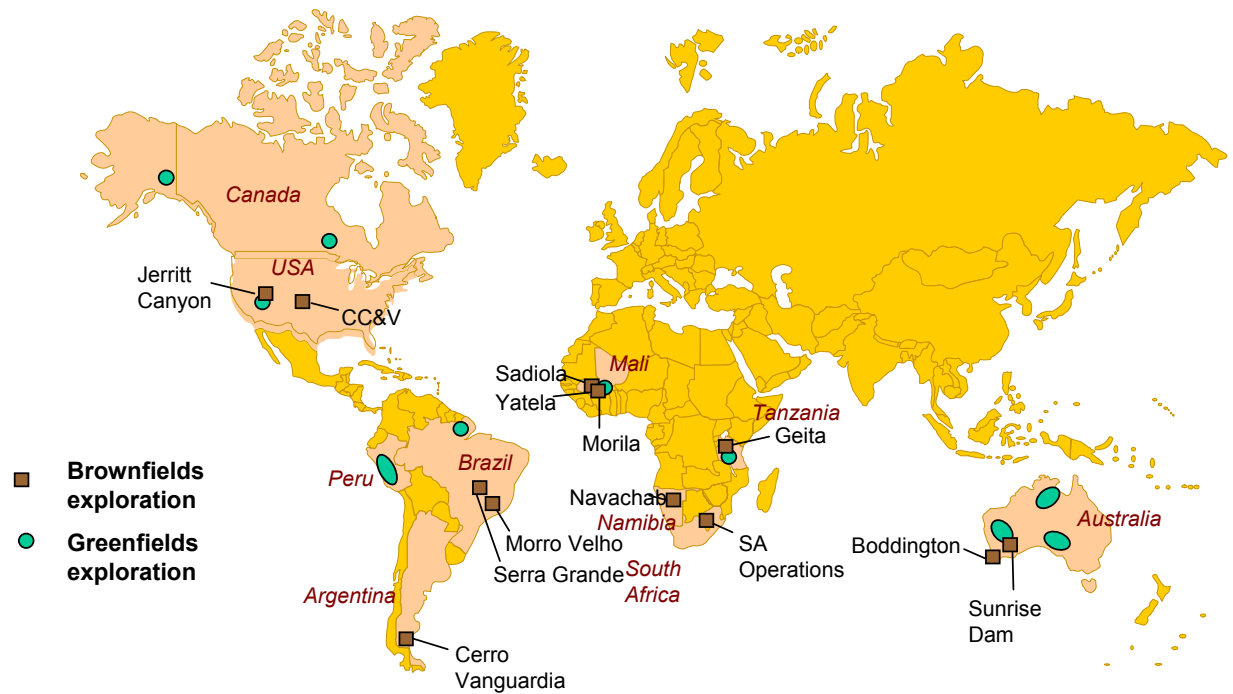 Canada
USA
Jerritt
Canyon
CC&V
Mali
Sadiola
Yatela
Morila
Tanzania
Geita
Peru
Brazil
Brownfields
exploration
Greenfields
exploration
Navachab
Namibia
Morro Velho
Serra Grande
South
Africa
SA
Operations
Argentina
Cerro
Vanguardia
Australia
Boddington
Sunrise
Dam